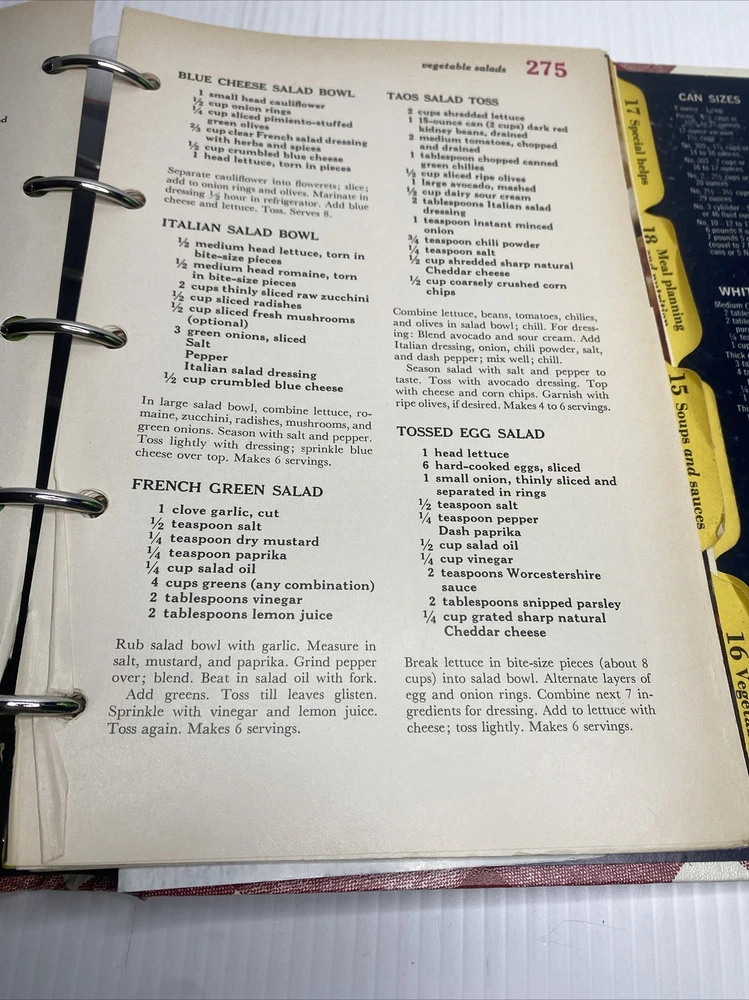 vegetable salads 275
BLUE CHEESE SALAD BOWL
1 small head cauliflower
½ cup onion rings
¼ cup sliced pimiento-stuffed
green olives
⅔ cup clear French salad dressing
with herbs and spices
½ cup crumbled blue cheese
1 head lettuce, torn in pieces
Separate cauliflower into flowerets; slice;
add to onion rings and olives. Marinate in
dressing ½ hour in refrigerator. Add blue
cheese and lettuce. Toss. Serves 8.
ITALIAN SALAD BOWL
½ medium head lettuce, torn in
bite-size pieces
½ medium head romaine, torn
in bite-size pieces
2 cups thinly sliced raw zucchini
½ cup sliced radishes
½ cup sliced fresh mushrooms
(optional)
3 green onions, sliced
Salt
Pepper
Italian salad dressing
½ cup crumbled blue cheese
In large salad bowl, combine lettuce, ro-
maine, zucchini, radishes, mushrooms, and
green onions. Season with salt and pepper.
Toss lightly with dressing; sprinkle blue
cheese over top. Makes 6 servings.
FRENCH GREEN SALAD
1 clove garlic, cut
½ teaspoon salt
¼ teaspoon dry mustard
¼ teaspoon paprika
¼ cup salad oil
4 cups greens (any combination)
2 tablespoons vinegar
2 tablespoons lemon juice
Rub salad bowl with garlic. Measure in
salt, mustard, and paprika. Grind pepper
over; blend. Beat in salad oil with fork.
Add greens. Toss till leaves glisten.
Sprinkle with vinegar and lemon juice.
Toss again. Makes 6 servings.
TAOS SALAD TOSS
2 cups shredded lettuce
1 15-ounce can (2 cups) dark red
kidney beans, drained
2 medium tomatoes, chopped
and drained
1 tablespoon chopped canned
green chilies
½ cup sliced ripe olives
1 large avocado, mashed
½ cup dairy sour cream
2 tablespoons Italian salad
dressing
1 teaspoon instant minced
onion
¾ teaspoon chili powder
¼ teaspoon salt
½ cup shredded sharp natural
Cheddar cheese
½ cup coarsely crushed corn
chips
Combine lettuce, beans, tomatoes, chilies,
and olives in salad bowl; chill. For dress-
ing: Blend avocado and sour cream. Add
Italian dressing, onion, chili powder, salt,
and dash pepper; mix well; chill.
Season salad with salt and pepper to
taste. Toss with avocado dressing. Top
with cheese and corn chips. Garnish with
ripe olives, if desired. Makes 4 to 6 servings.
TOSSED EGG SALAD
1 head lettuce
6 hard-cooked eggs, sliced
1 small onion, thinly sliced and
separated in rings
½ teaspoon salt
¼ teaspoon pepper
Dash paprika
½ cup salad oil
¼ cup vinegar
2 teaspoons Worcestershire
sauce
2 tablespoons snipped parsley
¼ cup grated sharp natural
Cheddar cheese
Break lettuce in bite-size pieces (about 8
cups) into salad bowl. Alternate layers of
egg and onion rings. Combine next 7 in-
gredients for dressing. Add to lettuce with
cheese; toss lightly. Makes 6 servings.
17 Special helps
18 Meal planning
and nutrition
15 Soups and sauces
16
CAN SIZES